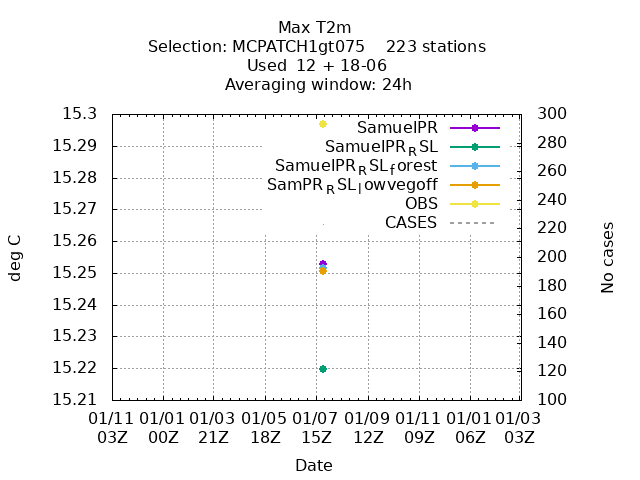 Max T2m
Selection: MCPATCH1gt075    223 stations
Used  12 + 18-06
Averaging window: 24h
15.3
15.29
15.28
15.27
15.26
15.25
15.24
15.23
15.22
15.21
deg C
300
280
260
240
220
200
180
160
140
120
100
No cases
SamuelPR
SamuelPR_RSL
SamuelPR_RSL_forest
SamPR_RSL_lowvegoff
OBS
CASES
01/11 01/01 01/03 01/05 01/07 01/09 01/11 01/01 01/03
03Z 00Z 21Z 18Z 15Z 12Z 09Z 06Z 03Z
Date